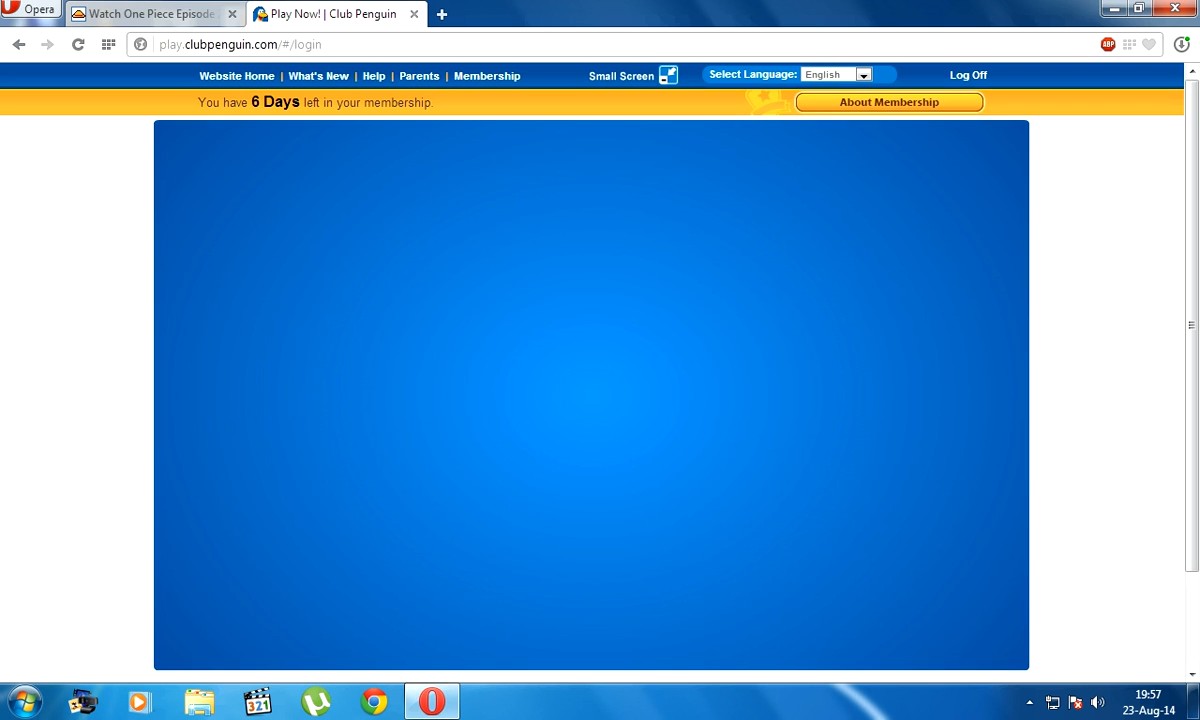 Opera
Watch One Piece Episode
Play Now! | Club Penguin
play.clubpenguin.com/#/login
ABP
Website Home | What's New | Help | Parents | Membership
Small Screen
Select Language: English
Log Off
You have 6 Days left in your membership.
About Membership
321
19:57
23-Aug-14